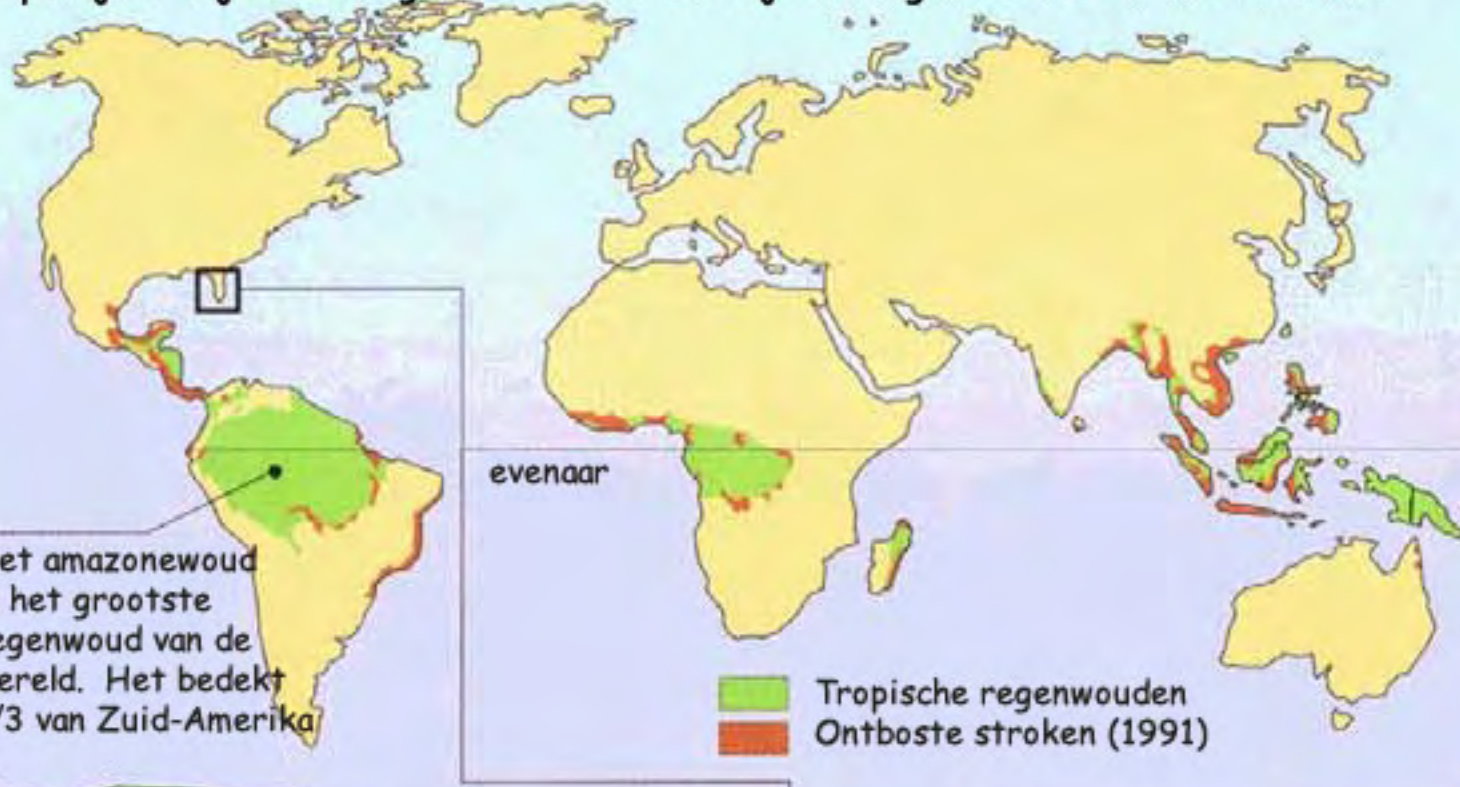 evenaar
et amazonewoud
het grootste
egenwoud van de
ereld. Het bedekt
/3 van Zuid-Amerika
Tropische regenwouden
Ontboste stroken (1991)